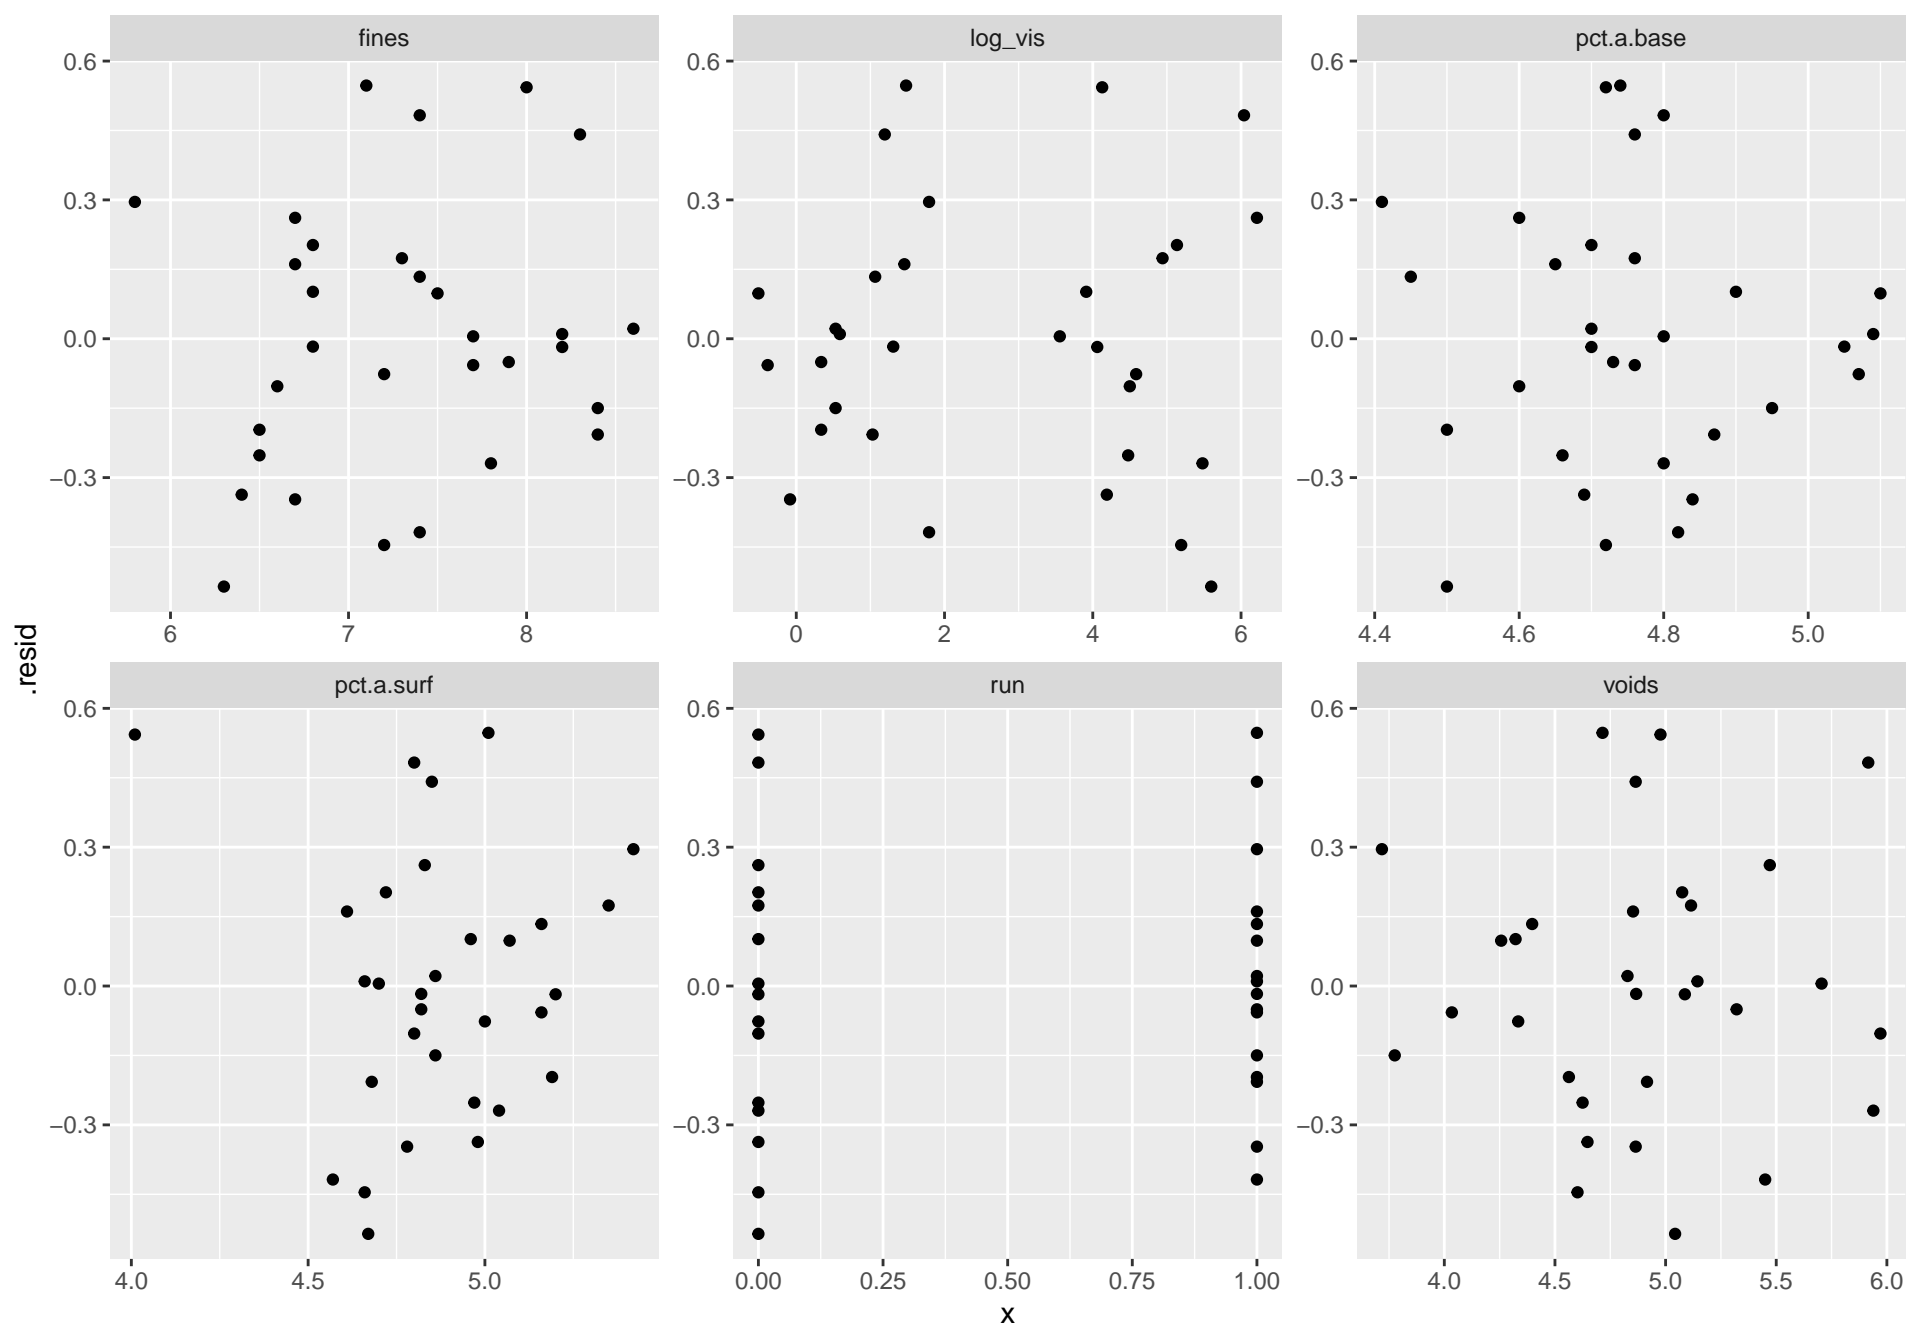 fines log_vis pct.a.base
0.6 0.6 0.6
0.3 0.3 0.3
0.0 0.0 0.0
−0.3 −0.3 −0.3
6 7 8 0 2 4 6 4.4 4.6 4.8 5.0
.resid
pct.a.surf run voids
0.6 0.6 0.6
0.3 0.3 0.3
0.0 0.0 0.0
−0.3 −0.3 −0.3
4.0 4.5 5.0 0.00 0.25 0.50 0.75 1.00 4.0 4.5 5.0 5.5 6.0
x